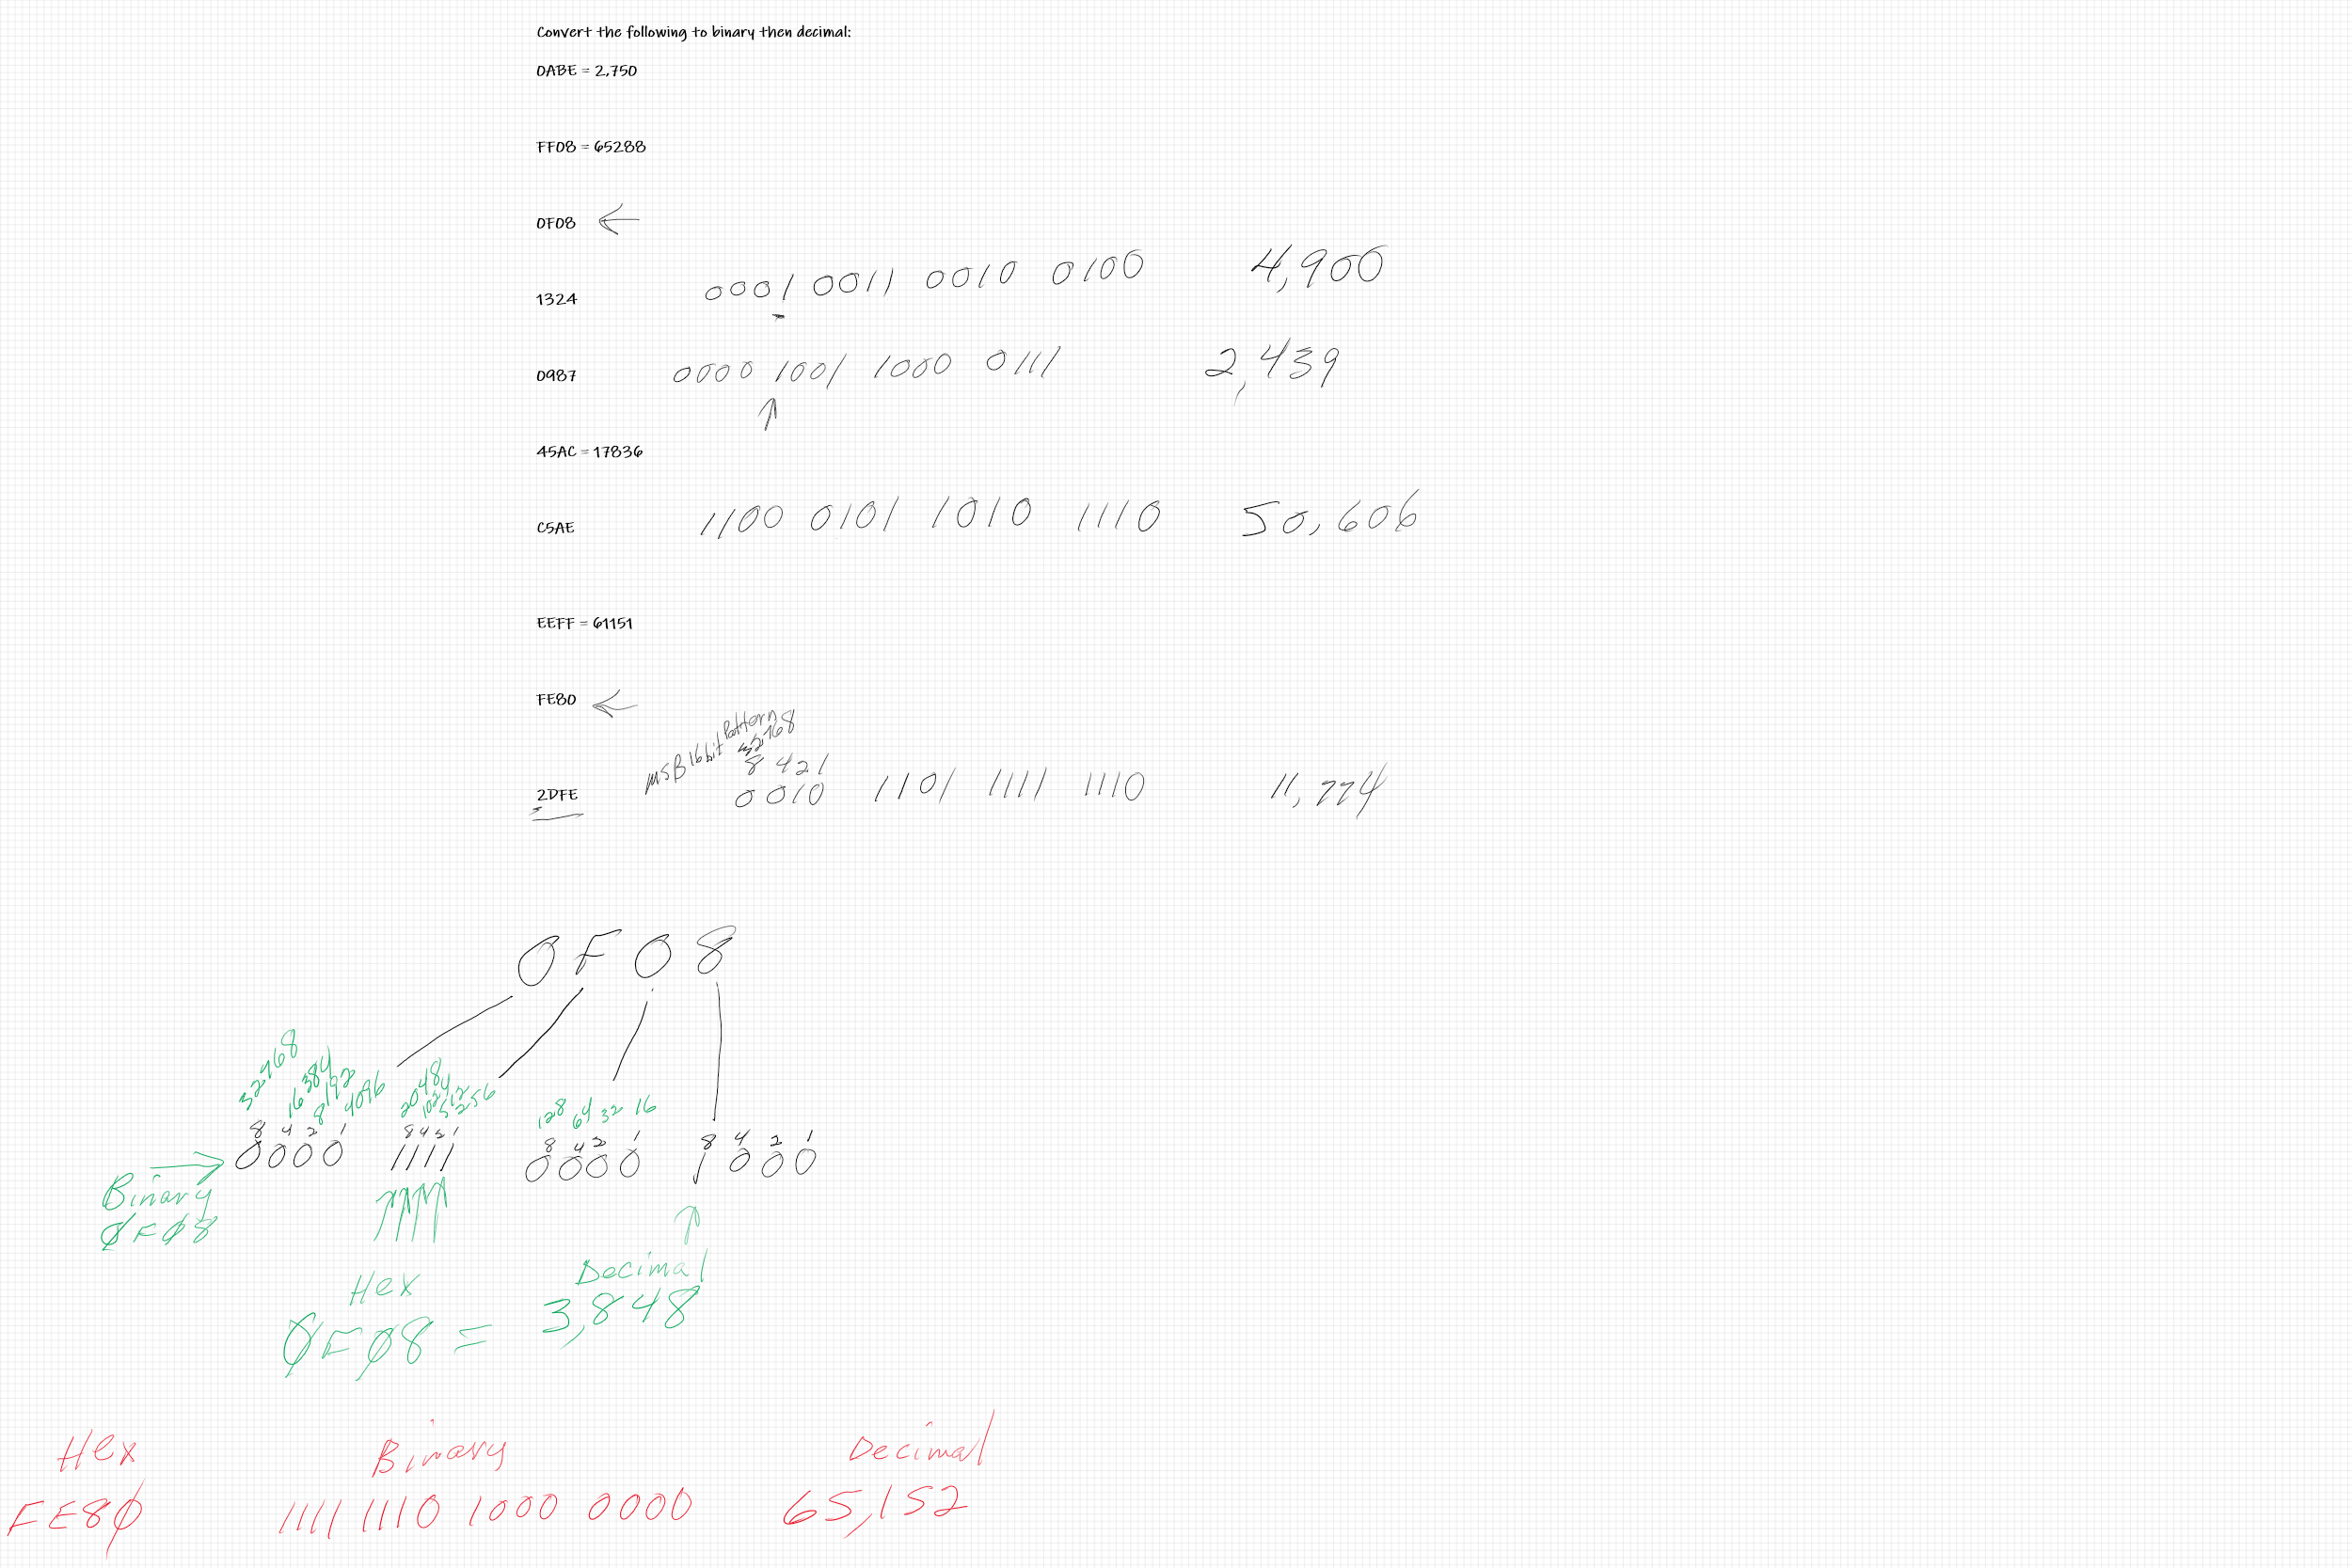 Convert the following to binary then decimal:
0ABE = 2,750
FF08 = 65288
0F08
1324 0001 0011 0010 0100 4,900
0987 0000 1001 1000 0111 2,439
45AC = 17836
C5AE 1100 0101 1010 1110 50,606
EEFF = 61151
FE80
MSB 16 bit Pattern
32768
8 4 2 1
2DFE 0010 1101 1111 1110 11,774
0F08
32768 16384 8192 4096 2048 1024 512 256 128 64 32 16
8 4 2 1 8 4 2 1 8 4 2 1 8 4 2 1
0000 1111 0000 1000
Binary
0F08
Hex Decimal
0F08 = 3,848
Hex Binary Decimal
FE80 1111 1110 1000 0000 65,152